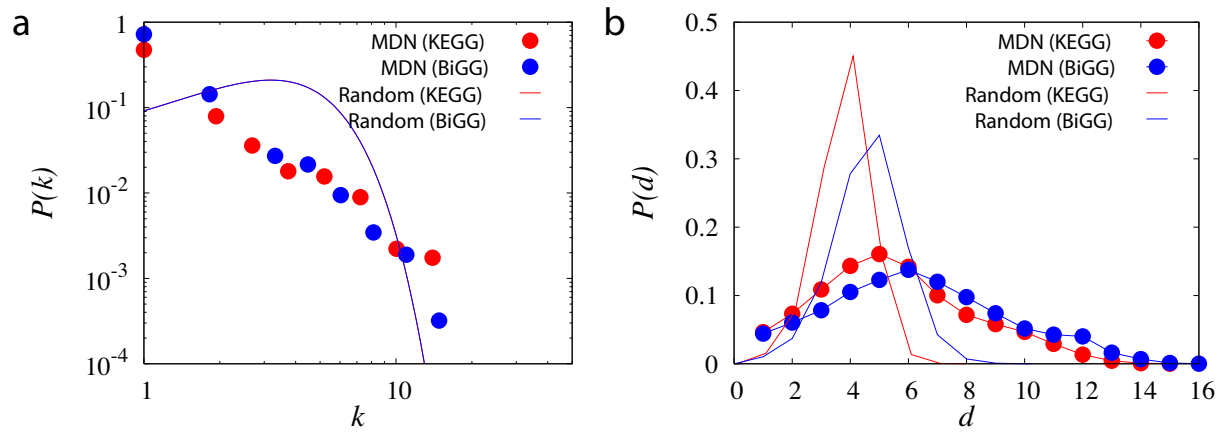 a
1
10^-1
10^-2
10^-3
10^-4
P(k)
1
10
k
MDN (KEGG)
MDN (BiGG)
Random (KEGG)
Random (BiGG)
b
0.5
0.4
0.3
0.2
0.1
0
P(d)
0 2 4 6 8 10 12 14 16
d
MDN (KEGG)
MDN (BiGG)
Random (KEGG)
Random (BiGG)